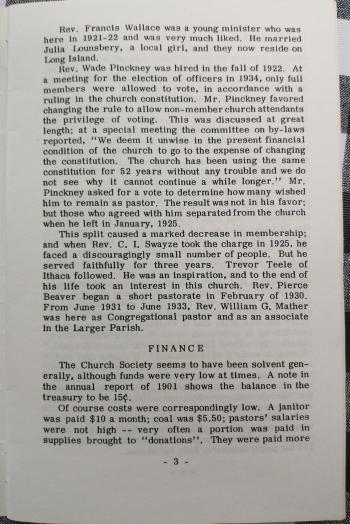 Rev. Francis Wallace was a young minister who was
here in 1921-22 and was very much liked. He married
Julia Lounsbery, a local girl, and they now reside on
Long Island.
Rev. Wade Pinckney was hired in the fall of 1922. At
a meeting for the election of officers in 1934, only full
members were allowed to vote, in accordance with a
ruling in the church constitution. Mr. Pinckney favored
changing the rule to allow non-member church attendants
the privilege of voting. This was discussed at great
length; at a special meeting the committee on by-laws
reported, "We deem it unwise in the present financial
condition of the church to go to the expense of changing
the constitution. The church has been using the same
constitution for 52 years without any trouble and we do
not see why it cannot continue a while longer." Mr.
Pinckney asked for a vote to determine how many wished
him to remain as pastor. The result was not in his favor;
but those who agreed with him separated from the church
when he left in January, 1925.
This split caused a marked decrease in membership;
and when Rev. C. I. Swayze took the charge in 1925, he
faced a discouragingly small number of people. But he
served faithfully for three years. Trevor Teele of
Ithaca followed. He was an inspiration, and to the end of
his life took an interest in this church. Rev. Pierce
Beaver began a short pastorate in February of 1930.
From June 1931 to June 1933, Rev. William G. Mather
was here as Congregational pastor and as an associate
in the Larger Parish.
FINANCE
The Church Society seems to have been solvent gen-
erally, although funds were very low at times. A note in
the annual report of 1901 shows the balance in the
treasury to be 15¢.
Of course costs were correspondingly low. A janitor
was paid $10 a month; coal was $5.50; pastors' salaries
were not high -- very often a portion was paid in
supplies brought to "donations". They were paid more
- 3 -